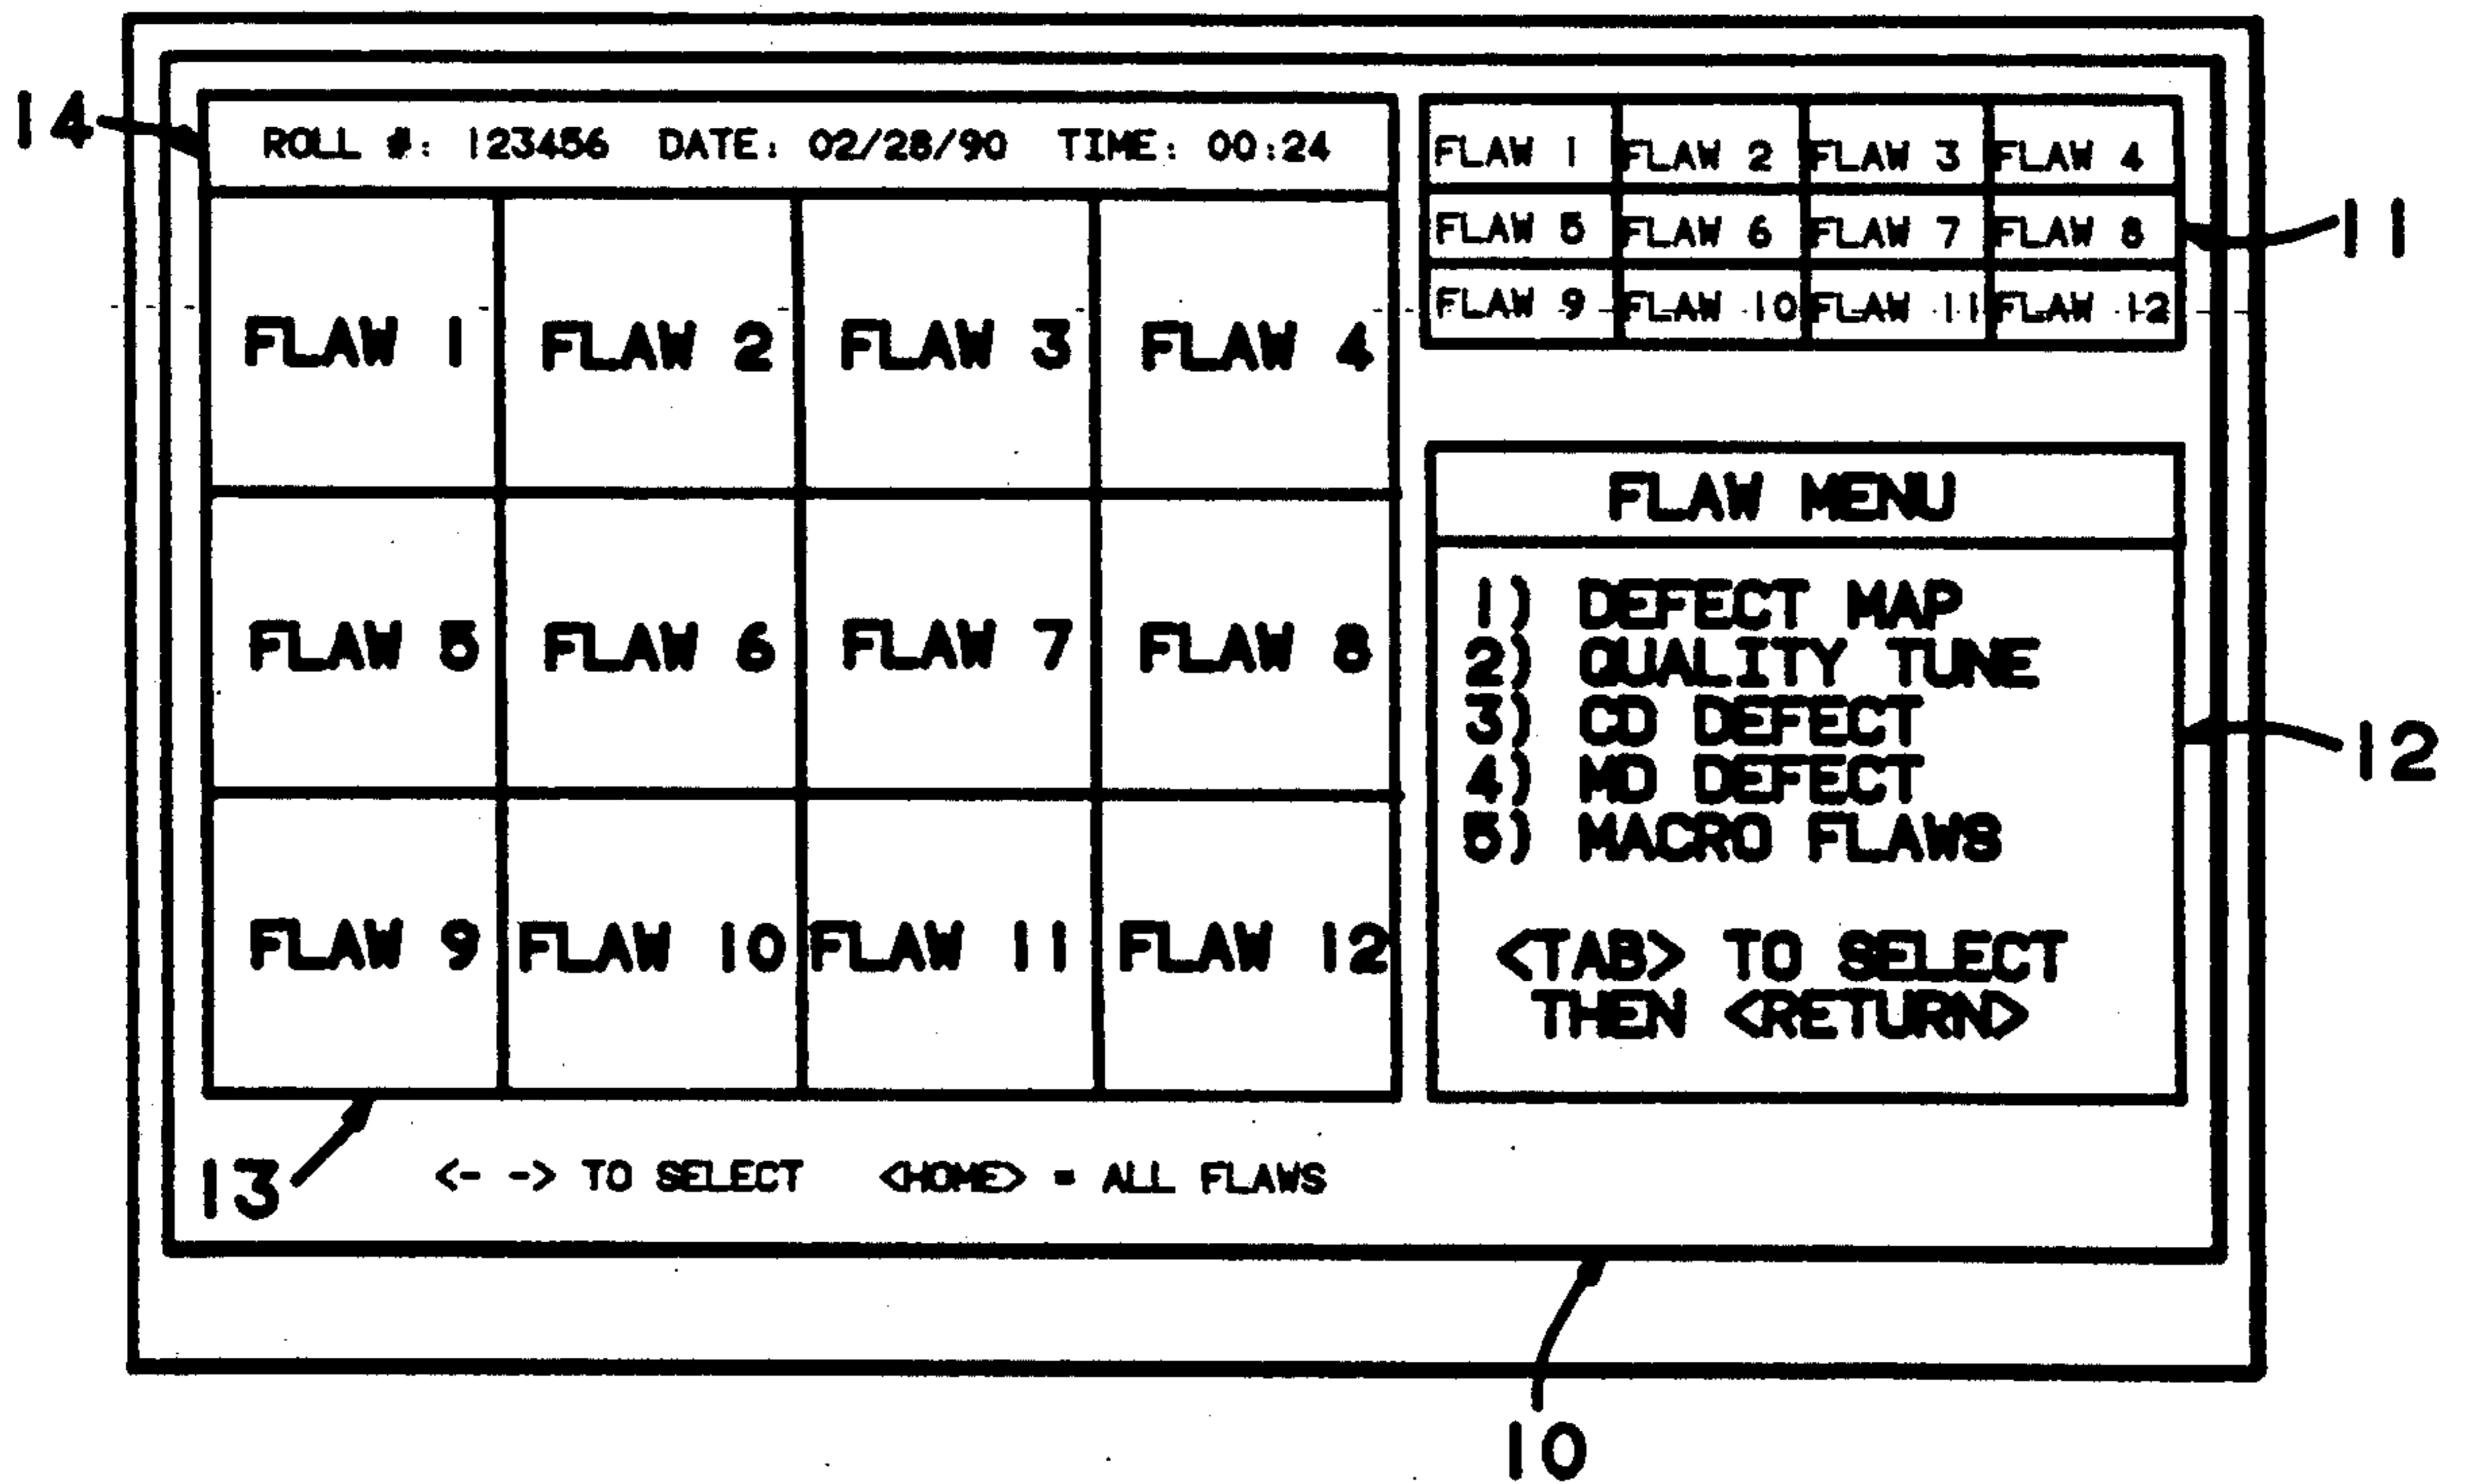 14
ROLL #: 123456 DATE: 02/28/90 TIME: 00:24
FLAW 1 FLAW 2 FLAW 3 FLAW 4
FLAW 5 FLAW 6 FLAW 7 FLAW 8
FLAW 9 FLAW 10 FLAW 11 FLAW 12
13
<- -> TO SELECT <HOME> = ALL FLAWS
FLAW 1 FLAW 2 FLAW 3 FLAW 4
FLAW 5 FLAW 6 FLAW 7 FLAW 8
FLAW 9 FLAW 10 FLAW 11 FLAW 12
11
FLAW MENU
1) DEFECT MAP
2) QUALITY TUNE
3) CD DEFECT
4) MD DEFECT
5) MACRO FLAWS
<TAB> TO SELECT
THEN <RETURN>
12
10